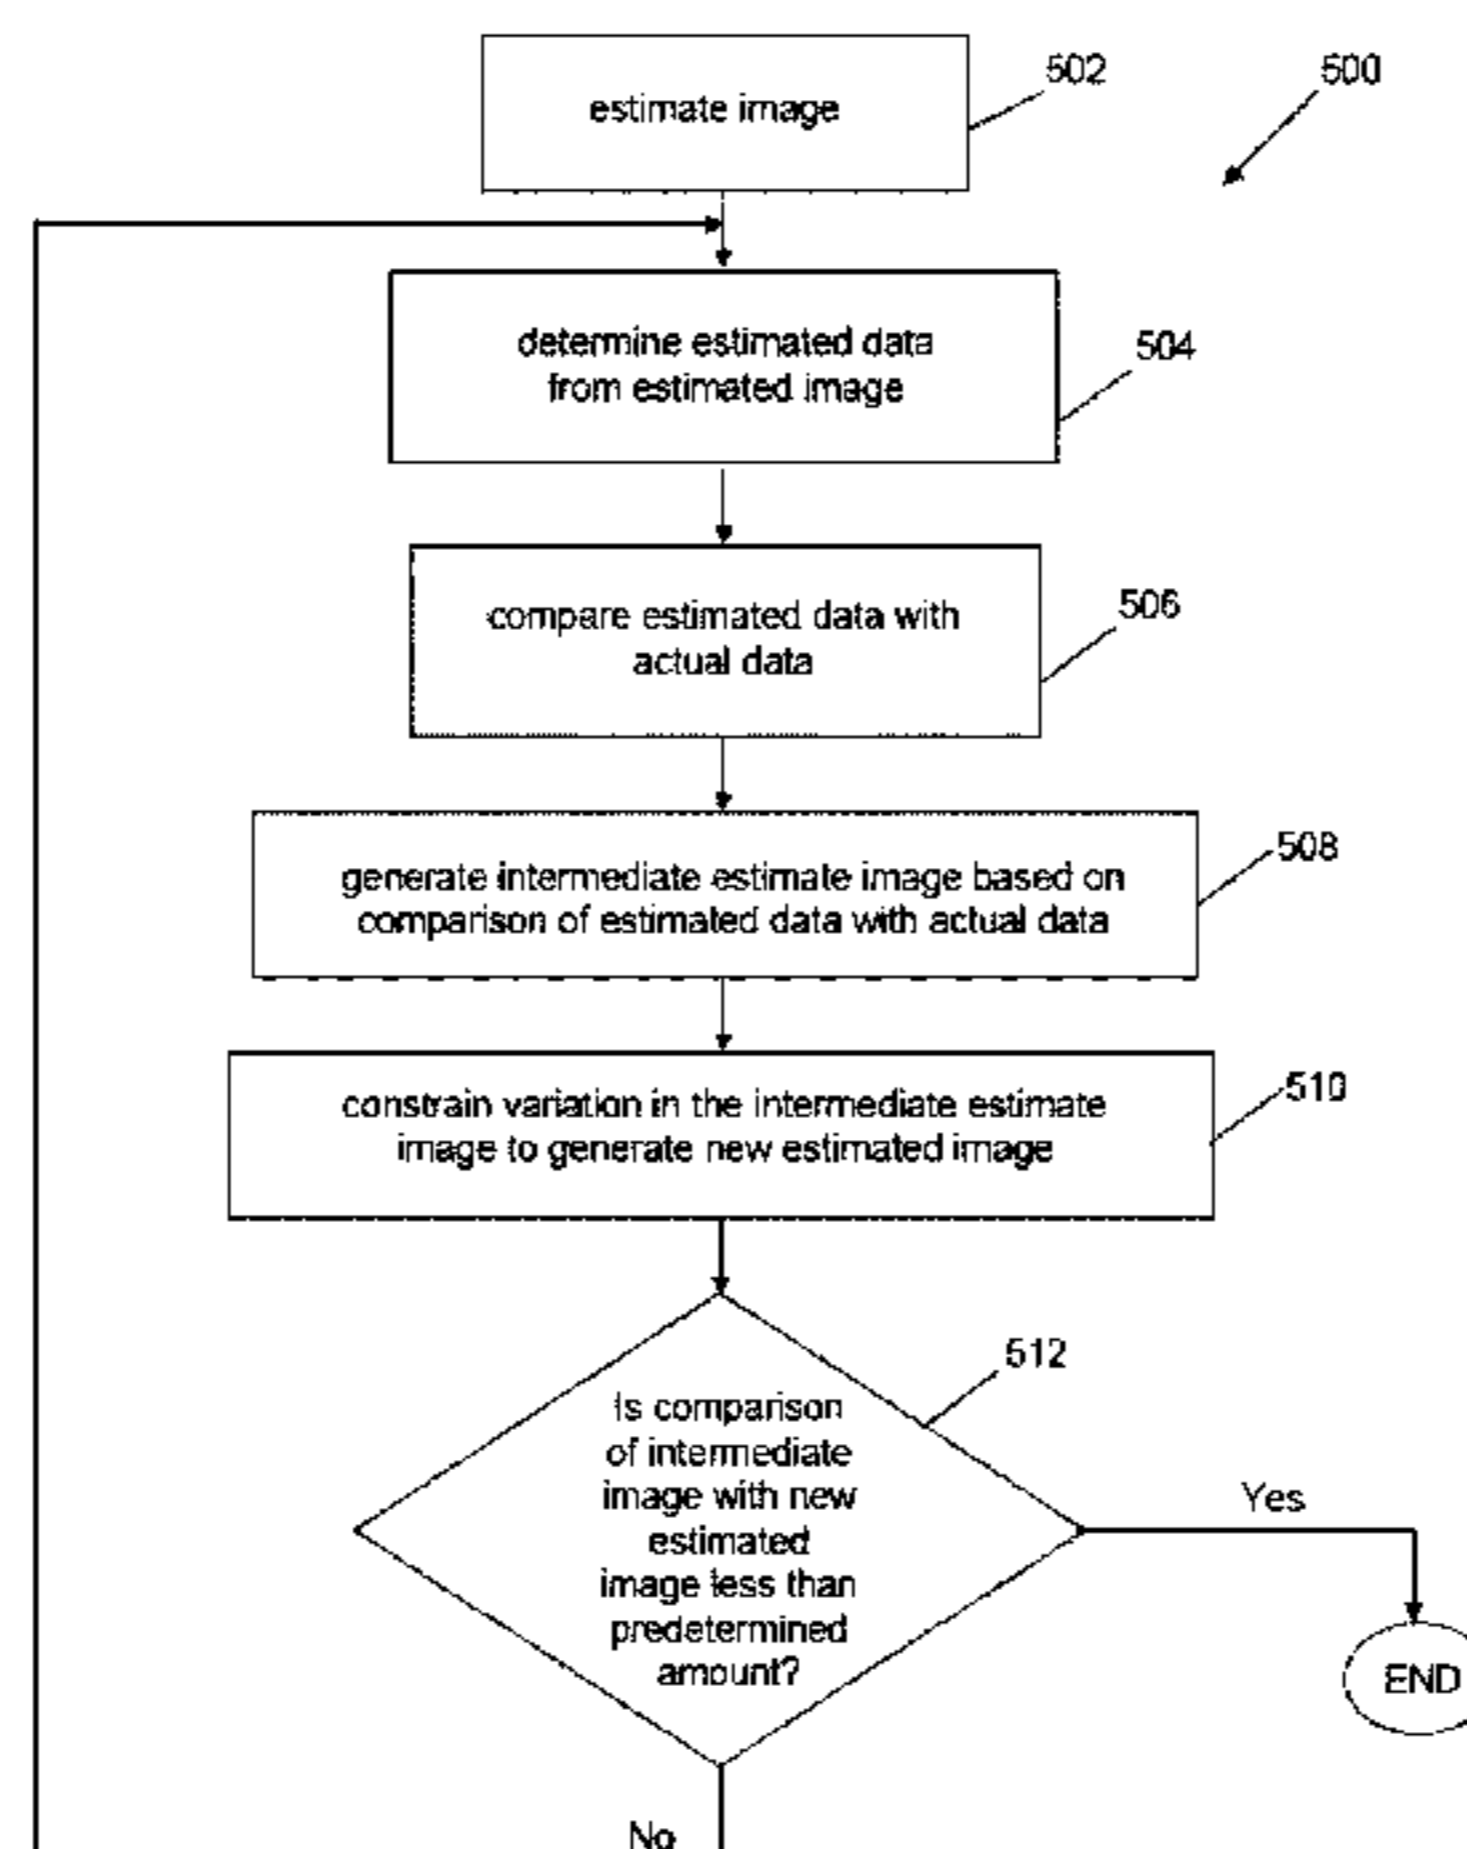 estimate image
502
500
determine estimated data
from estimated image
504
compare estimated data with
actual data
506
generate intermediate estimate image based on
comparison of estimated data with actual data
508
constrain variation in the intermediate estimate
image to generate new estimated image
510
Is comparison
of intermediate
image with new
estimated
image less than
predetermined
amount?
512
Yes
END
No